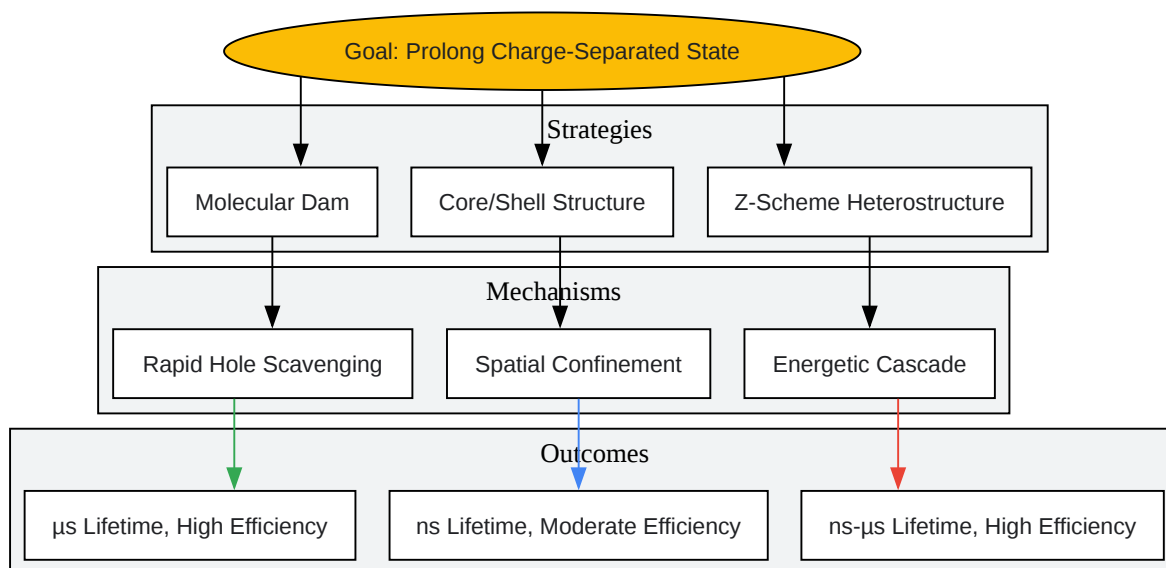 Goal: Prolong Charge-Separated State
Strategies
Molecular Dam
Core/Shell Structure
Z-Scheme Heterostructure
Mechanisms
Rapid Hole Scavenging
Spatial Confinement
Energetic Cascade
Outcomes
µs Lifetime, High Efficiency
ns Lifetime, Moderate Efficiency
ns-µs Lifetime, High Efficiency